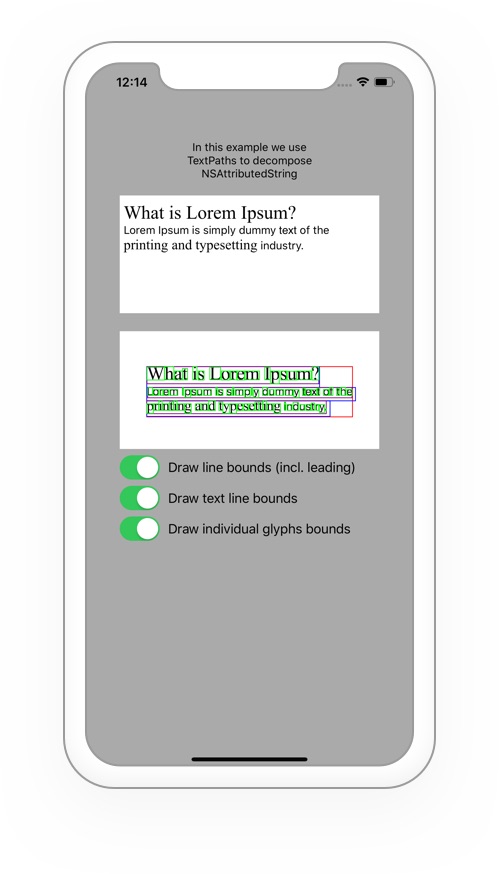 12:14
In this example we use
TextPaths to decompose
NSAttributedString
What is Lorem Ipsum?
Lorem Ipsum is simply dummy text of the
printing and typesetting industry.
What is Lorem Ipsum?
Lorem Ipsum is simply dummy text of the
printing and typesetting industry.
Draw line bounds (incl. leading)
Draw text line bounds
Draw individual glyphs bounds